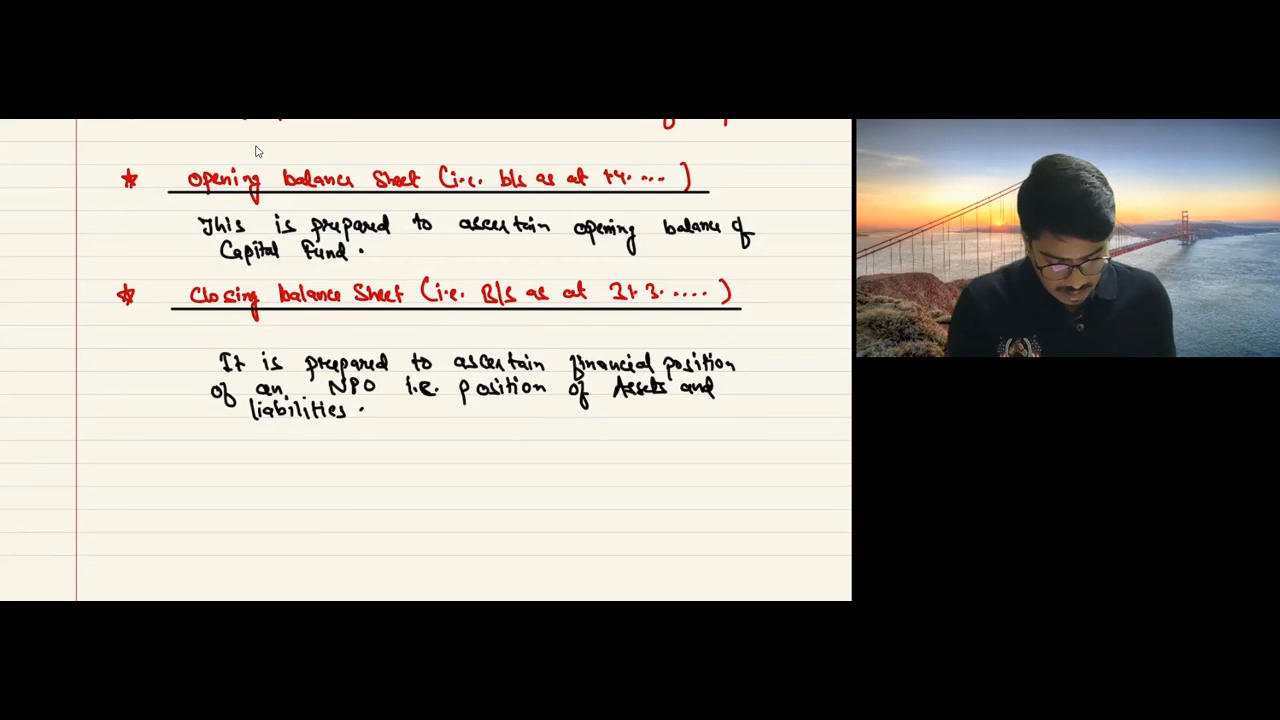 ★ Opening balance Sheet (i.e. b/s as at 1.4. ... )
This is prepared to ascertain opening balance of
Capital Fund .
★ Closing balance Sheet (i.e. B/s as at 31.3. .... )
It is prepared to ascertain financial position
of an NPO i.e. position of Assets and
liabilities .